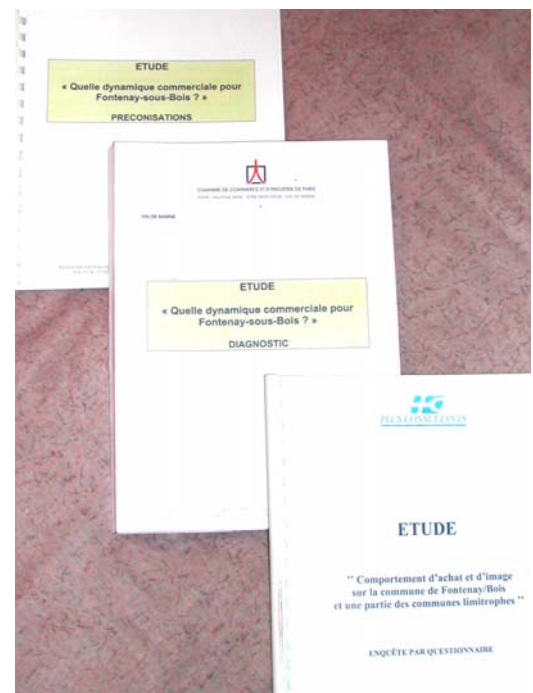 ETUDE
« Quelle dynamique commerciale pour
Fontenay-sous-Bois ? »
PRECONISATIONS
CHAMBRE DE COMMERCE ET D'INDUSTRIE DE PARIS
VAL DE MARNE
ETUDE
« Quelle dynamique commerciale pour
Fontenay-sous-Bois ? »
DIAGNOSTIC
PLUS CONSULTANTS
ETUDE
" Comportement d'achat et d'image
sur la commune de Fontenay/Bois
et une partie des communes limitrophes "
ENQUÊTE PAR QUESTIONNAIRE